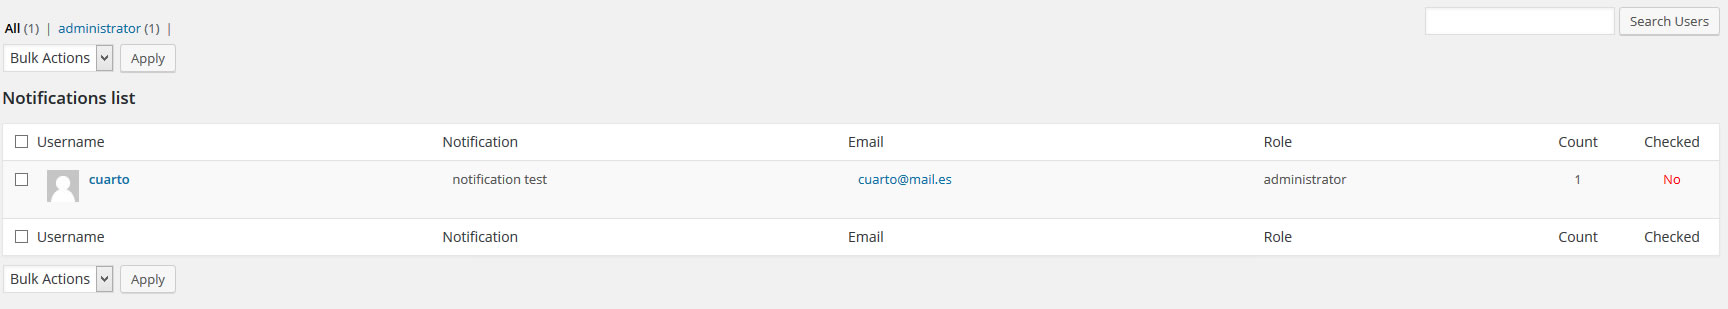 All (1) | administrator (1) |
Search Users
Bulk Actions Apply
Notifications list
Username Notification Email Role Count Checked
cuarto notification test cuarto@mail.es administrator 1 No
Username Notification Email Role Count Checked
Bulk Actions Apply